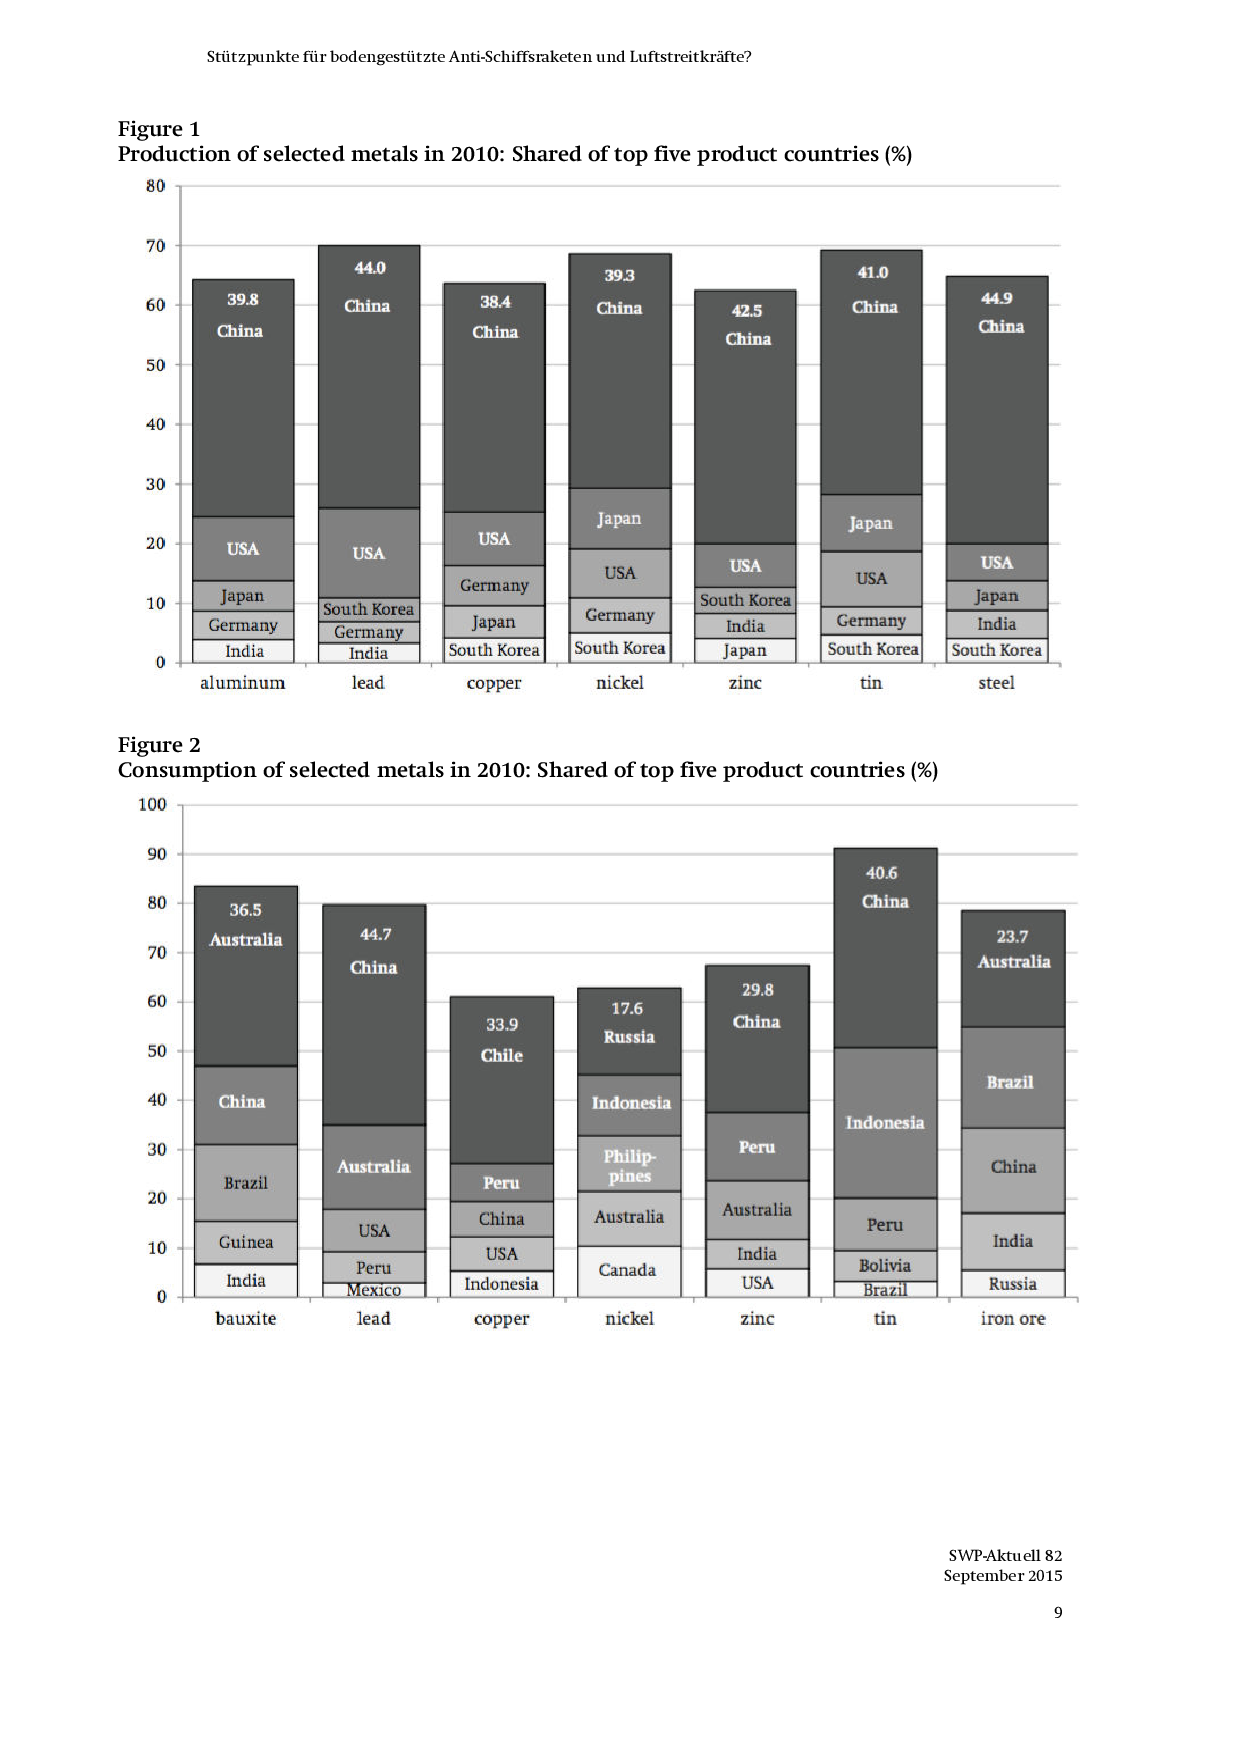 Stützpunkte für bodengestützte Anti-Schiffsraketen und Luftstreitkräfte?
Figure 1
Production of selected metals in 2010: Shared of top five product countries (%)
80
70
60
50
40
30
20
10
0
39.8
China
USA
Japan
Germany
India
aluminum
44.0
China
USA
South Korea
Germany
India
lead
38.4
China
USA
Germany
Japan
South Korea
copper
39.3
China
Japan
USA
Germany
South Korea
nickel
42.5
China
USA
South Korea
India
Japan
zinc
41.0
China
Japan
USA
Germany
South Korea
tin
44.9
China
USA
Japan
India
South Korea
steel
Figure 2
Consumption of selected metals in 2010: Shared of top five product countries (%)
100
90
80
70
60
50
40
30
20
10
0
36.5
Australia
China
Brazil
Guinea
India
bauxite
44.7
China
Australia
USA
Peru
Mexico
lead
33.9
Chile
Peru
China
USA
Indonesia
copper
17.6
Russia
Indonesia
Philip-
pines
Australia
Canada
nickel
29.8
China
Peru
Australia
India
USA
zinc
40.6
China
Indonesia
Peru
Bolivia
Brazil
tin
23.7
Australia
Brazil
China
India
Russia
iron ore
SWP-Aktuell 82
September 2015
9